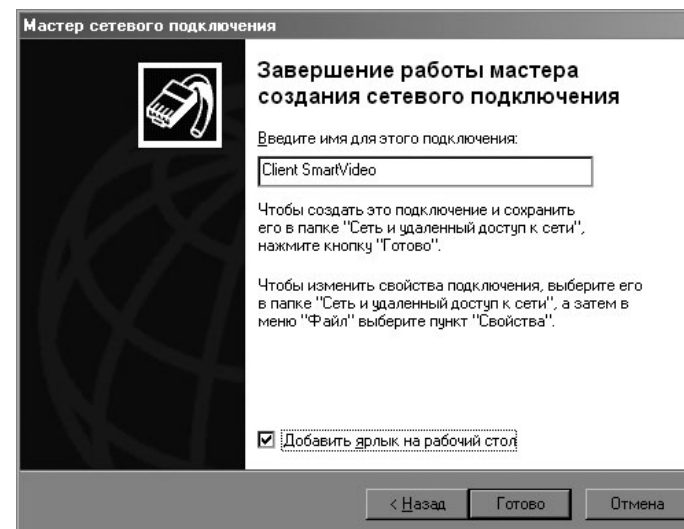 Мастер сетевого подключения
Завершение работы мастера
создания сетевого подключения
Введите имя для этого подключения:
Client SmartVideo
Чтобы создать это подключение и сохранить
его в папке "Сеть и удаленный доступ к сети",
нажмите кнопку "Готово".
Чтобы изменить свойства подключения, выберите его
в папке "Сеть и удаленный доступ к сети", а затем в
меню "Файл" выберите пункт "Свойства".
Добавить ярлык на рабочий стол
< Назад Готово Отмена